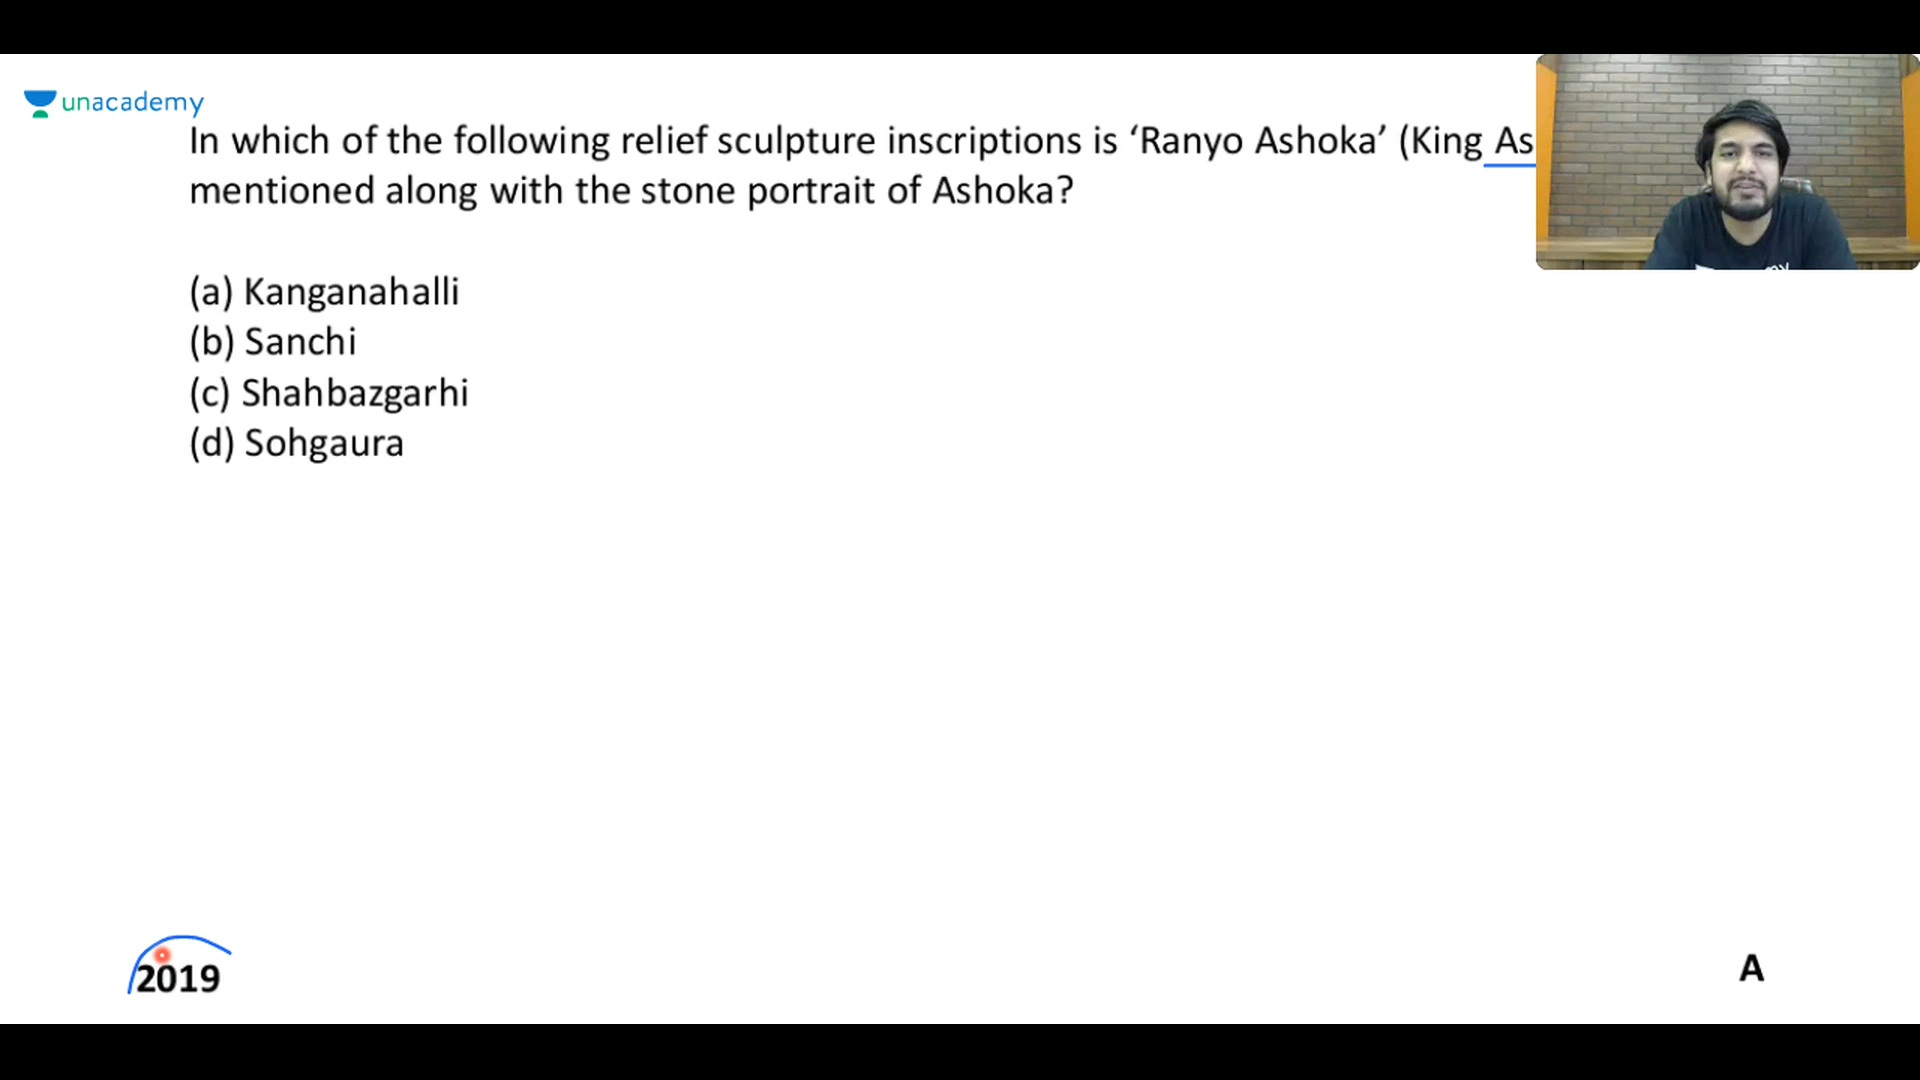 unacademy
In which of the following relief sculpture inscriptions is ‘Ranyo Ashoka’ (King As
mentioned along with the stone portrait of Ashoka?
(a) Kanganahalli
(b) Sanchi
(c) Shahbazgarhi
(d) Sohgaura
2019
A